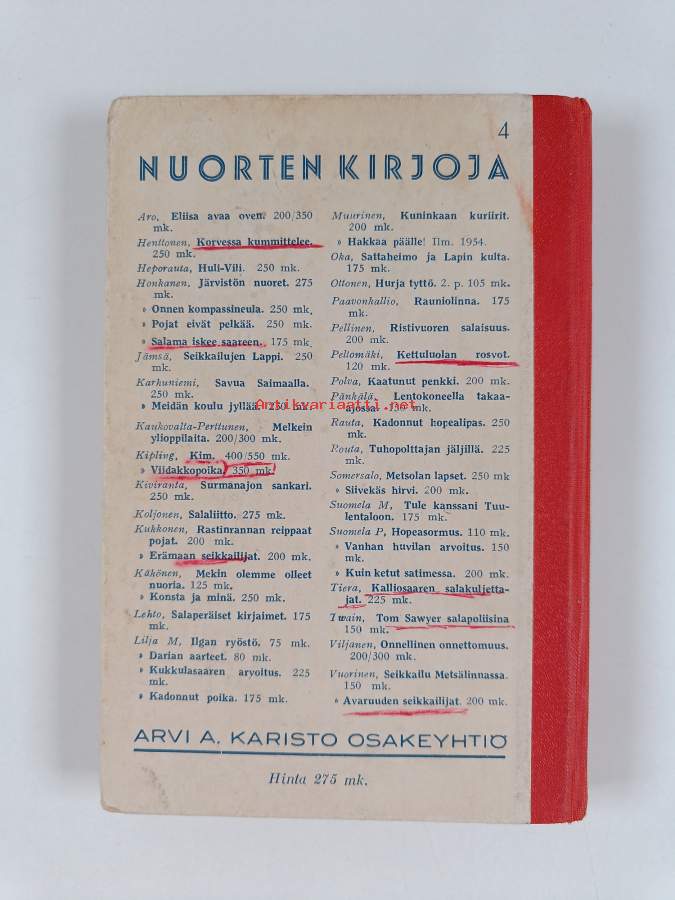 4
NUORTEN KIRJOJA
Aro, Eliisa avaa oven. 200/350
mk.
Henttonen, Korvessa kummittelee.
250 mk.
Heporauta, Huli-Vili. 250 mk.
Honkanen, Järvistön nuoret. 275
mk.
» Onnen kompassineula. 250 mk.
» Pojat eivät pelkää. 250 mk.
» Salama iskee saareen. 175 mk.
Jämsä, Seikkailujen Lappi. 250
mk.
Karhuniemi, Savua Saimaalla.
250 mk.
» Meidän koulu jyllää. 250 mk.
Kaukovalta-Perttunen, Melkein
ylioppilaita. 200/300 mk.
Kipling, Kim. 400/550 mk.
» Viidakkopoika. 350 mk.
Kiviranta, Surmanajon sankari.
250 mk.
Koljonen, Salaliitto. 275 mk.
Kukkonen, Rastinrannan reippaat
pojat. 200 mk.
» Erämaan seikkailijat. 200 mk.
Kähönen, Mekin olemme olleet
nuoria. 125 mk.
» Konsta ja minä. 250 mk.
Lehto, Salaperäiset kirjaimet. 175
mk.
Lilja M, Ilgan ryöstö. 75 mk.
» Darian aarteet. 80 mk.
» Kukkulasaaren arvoitus. 225
mk.
» Kadonnut poika. 175 mk.
Muurinen, Kuninkaan kuriirit.
200 mk.
» Hakkaa päälle! Ilm. 1954.
Oka, Sattaheimo ja Lapin kulta.
175 mk.
Ottonen, Hurja tyttö. 2. p. 105 mk.
Paavonkallio, Rauniolinna. 175
mk.
Pellinen, Ristivuoren salaisuus.
200 mk.
Peltomäki, Kettuluolan rosvot.
120 mk.
Polva, Kaatunut penkki. 200 mk.
Pänkälä, Lentokoneella takaa-
ajossa. 150 mk.
Rauta, Kadonnut hopealipas. 250
mk.
Routa, Tuhopolttajan jäljillä. 225
mk.
Somersalo, Metsolan lapset. 250 mk
» Siivekäs hirvi. 200 mk.
Suomela M, Tule kanssani Tuu-
lentaloon. 175 mk.
Suomela P, Hopeasormus. 110 mk.
» Vanhan huvilan arvoitus. 150
mk.
» Kuin ketut satimessa. 200 mk.
Tiera, Kalliosaaren salakuljetta-
jat. 225 mk.
Twain, Tom Sawyer salapoliisina
150 mk.
Viljanen, Onnellinen onnettomuus.
200/300 mk.
Vuorinen, Seikkailu Metsälinnassa.
150 mk.
» Avaruuden seikkailijat. 200 mk.
ARVI A. KARISTO OSAKEYHTIÖ
Hinta 275 mk.
Antikvariaatti.net